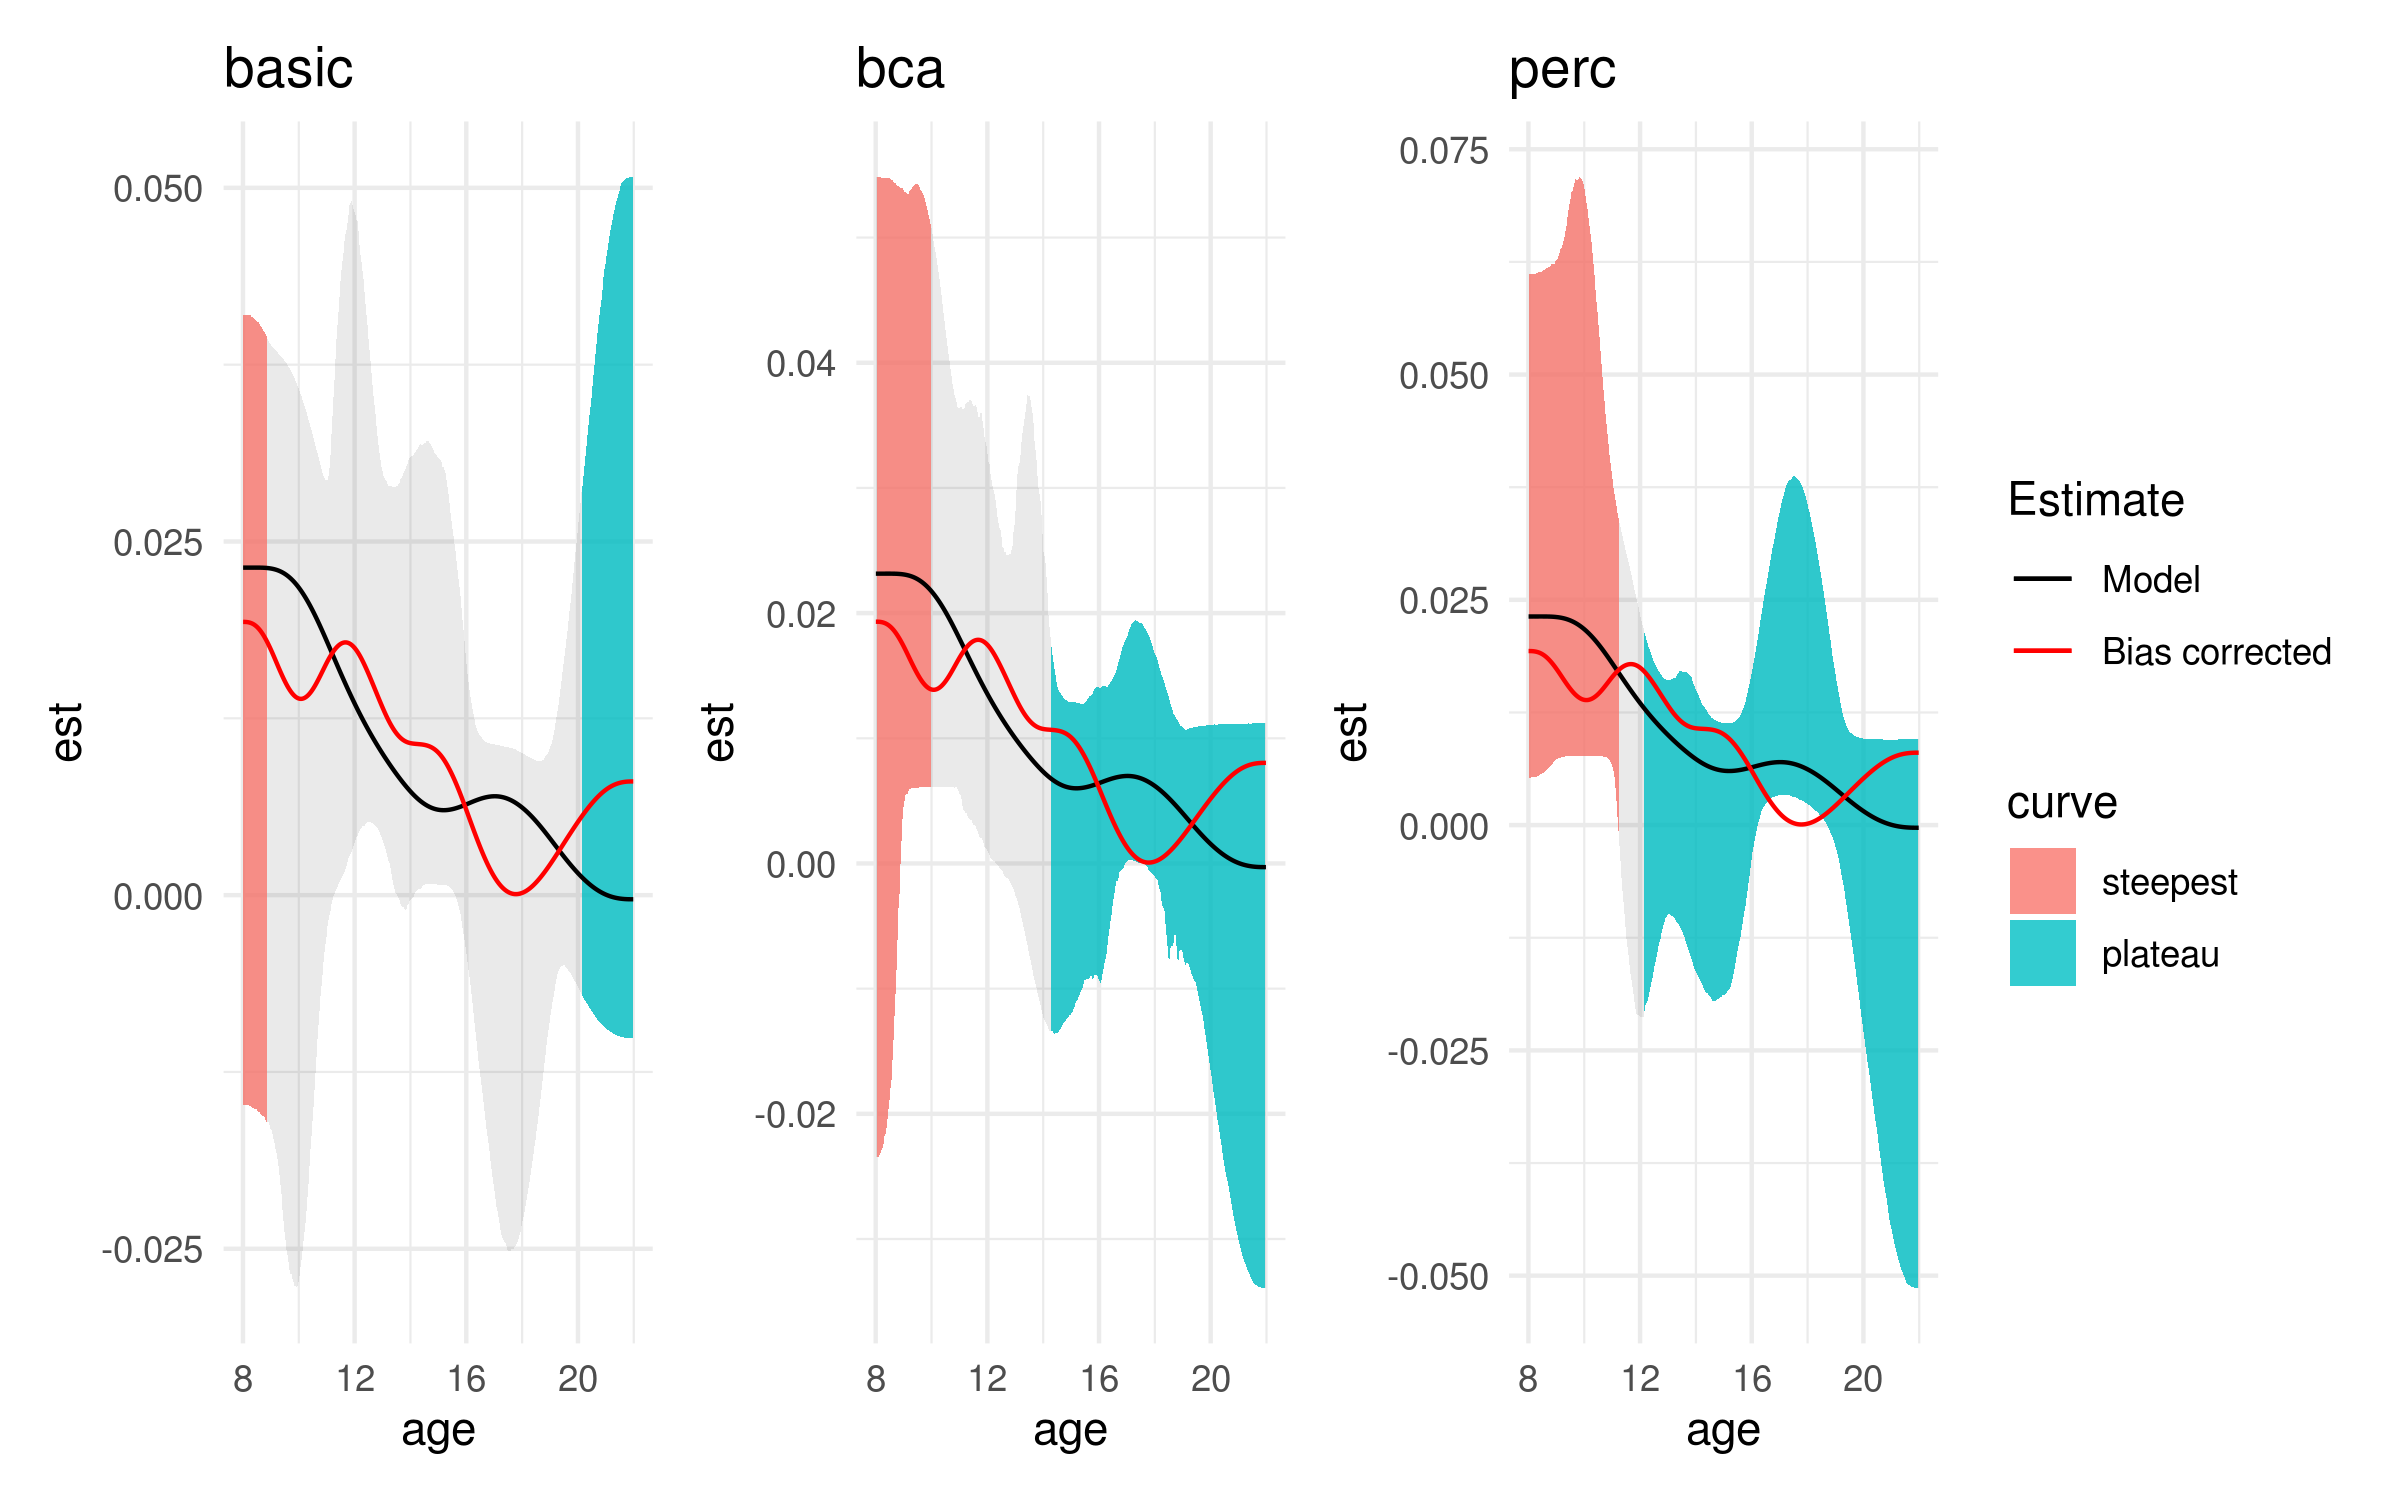 basic
bca
perc
est
0.050
0.025
0.000
-0.025
8 12 16 20
age
est
0.04
0.02
0.00
-0.02
8 12 16 20
age
est
0.075
0.050
0.025
0.000
-0.025
-0.050
8 12 16 20
age
Estimate
Model
Bias corrected
curve
steepest
plateau